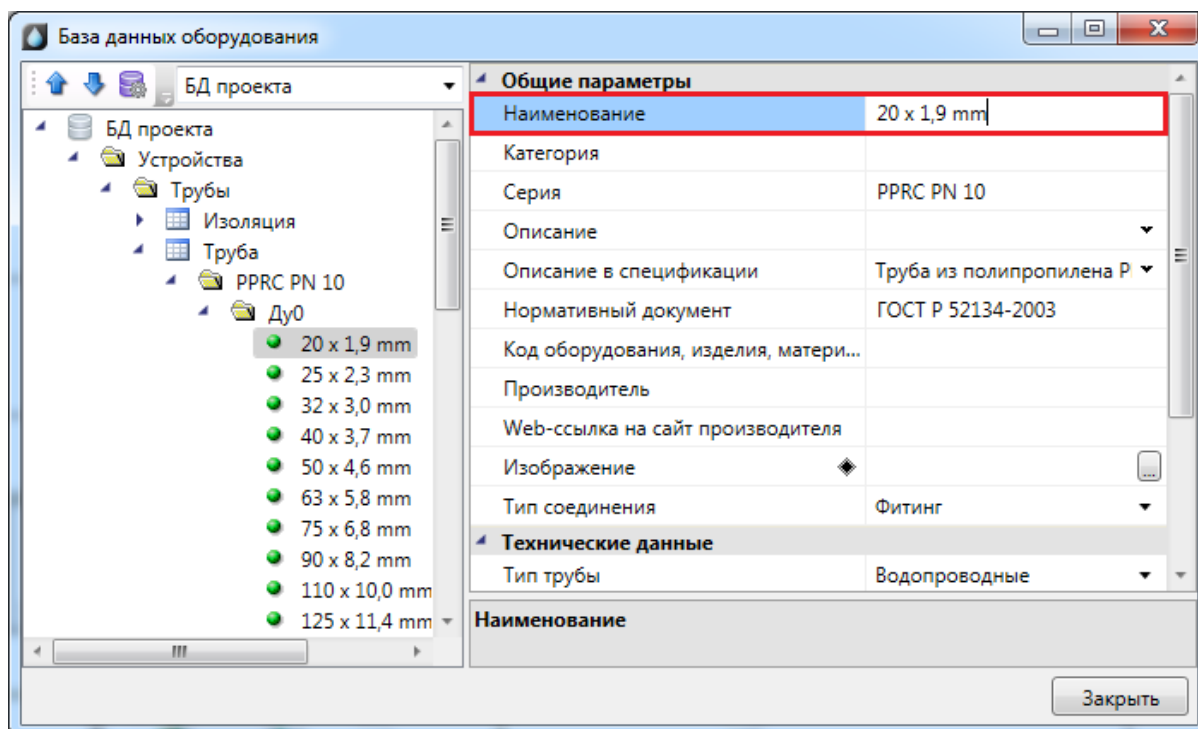 База данных оборудования
БД проекта
БД проекта
Устройства
Трубы
Изоляция
Труба
PPRC PN 10
Ду0
20 x 1,9 mm
25 x 2,3 mm
32 x 3,0 mm
40 x 3,7 mm
50 x 4,6 mm
63 x 5,8 mm
75 x 6,8 mm
90 x 8,2 mm
110 x 10,0 mm
125 x 11,4 mm
Общие параметры
Наименование 20 x 1,9 mm
Категория
Серия PPRC PN 10
Описание
Описание в спецификации Труба из полипропилена P
Нормативный документ ГОСТ Р 52134-2003
Код оборудования, изделия, матери...
Производитель
Web-ссылка на сайт производителя
Изображение ...
Тип соединения Фитинг
Технические данные
Тип трубы Водопроводные
Наименование
Закрыть